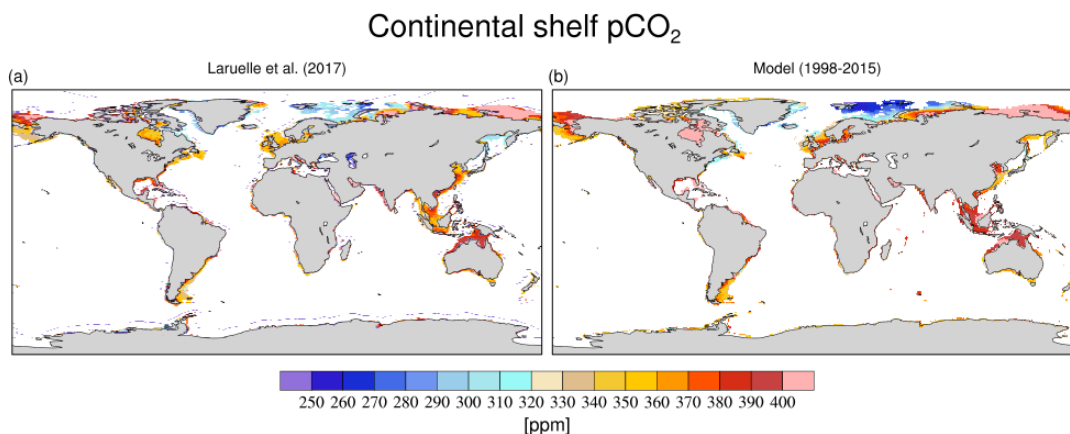 Continental shelf pCO₂
(a) Laruelle et al. (2017)
(b) Model (1998-2015)
250 260 270 280 290 300 310 320 330 340 350 360 370 380 390 400
[ppm]